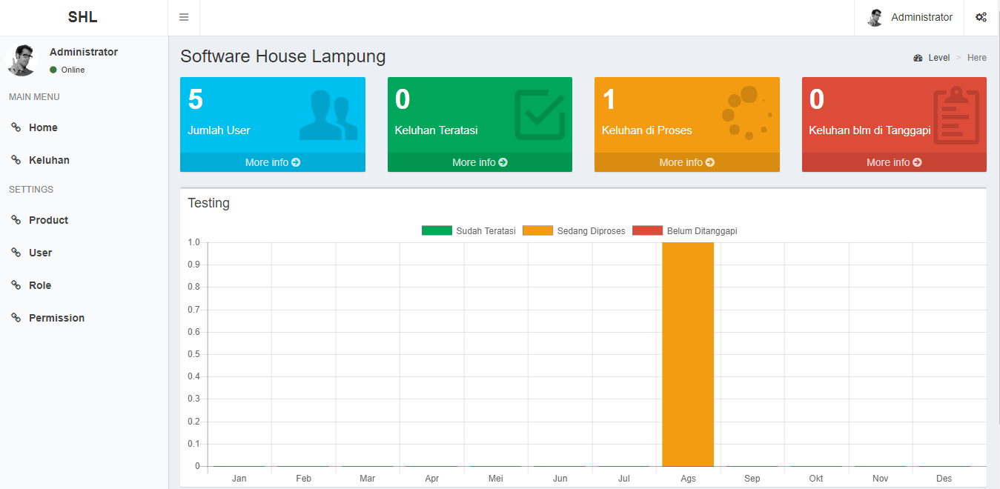 SHL
Administrator
Administrator
Online
MAIN MENU
Home
Keluhan
SETTINGS
Product
User
Role
Permission
Software House Lampung
Level > Here
5
Jumlah User
More info
0
Keluhan Teratasi
More info
1
Keluhan di Proses
More info
0
Keluhan blm di Tanggapi
More info
Testing
Sudah Teratasi Sedang Diproses Belum Ditanggapi
1.0
0.9
0.8
0.7
0.6
0.5
0.4
0.3
0.2
0.1
0
Jan Feb Mar Apr Mei Jun Jul Ags Sep Okt Nov Des